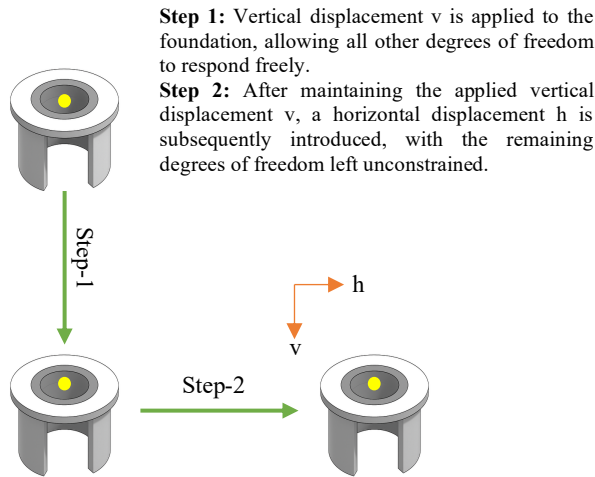 Step 1: Vertical displacement v is applied to the
foundation, allowing all other degrees of freedom
to respond freely.
Step 2: After maintaining the applied vertical
displacement v, a horizontal displacement h is
subsequently introduced, with the remaining
degrees of freedom left unconstrained.
Step-1
h
v
Step-2